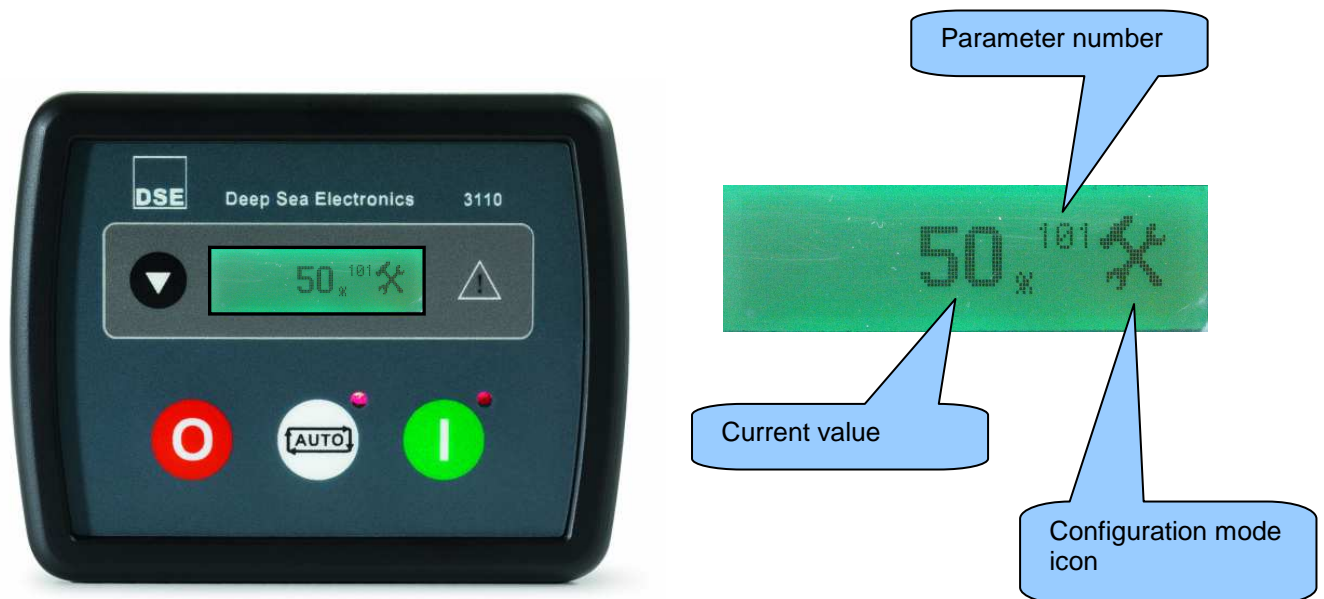 DSE Deep Sea Electronics 3110
50 % 101
O AUTO I
Parameter number
50 % 101
Current value
Configuration mode
icon